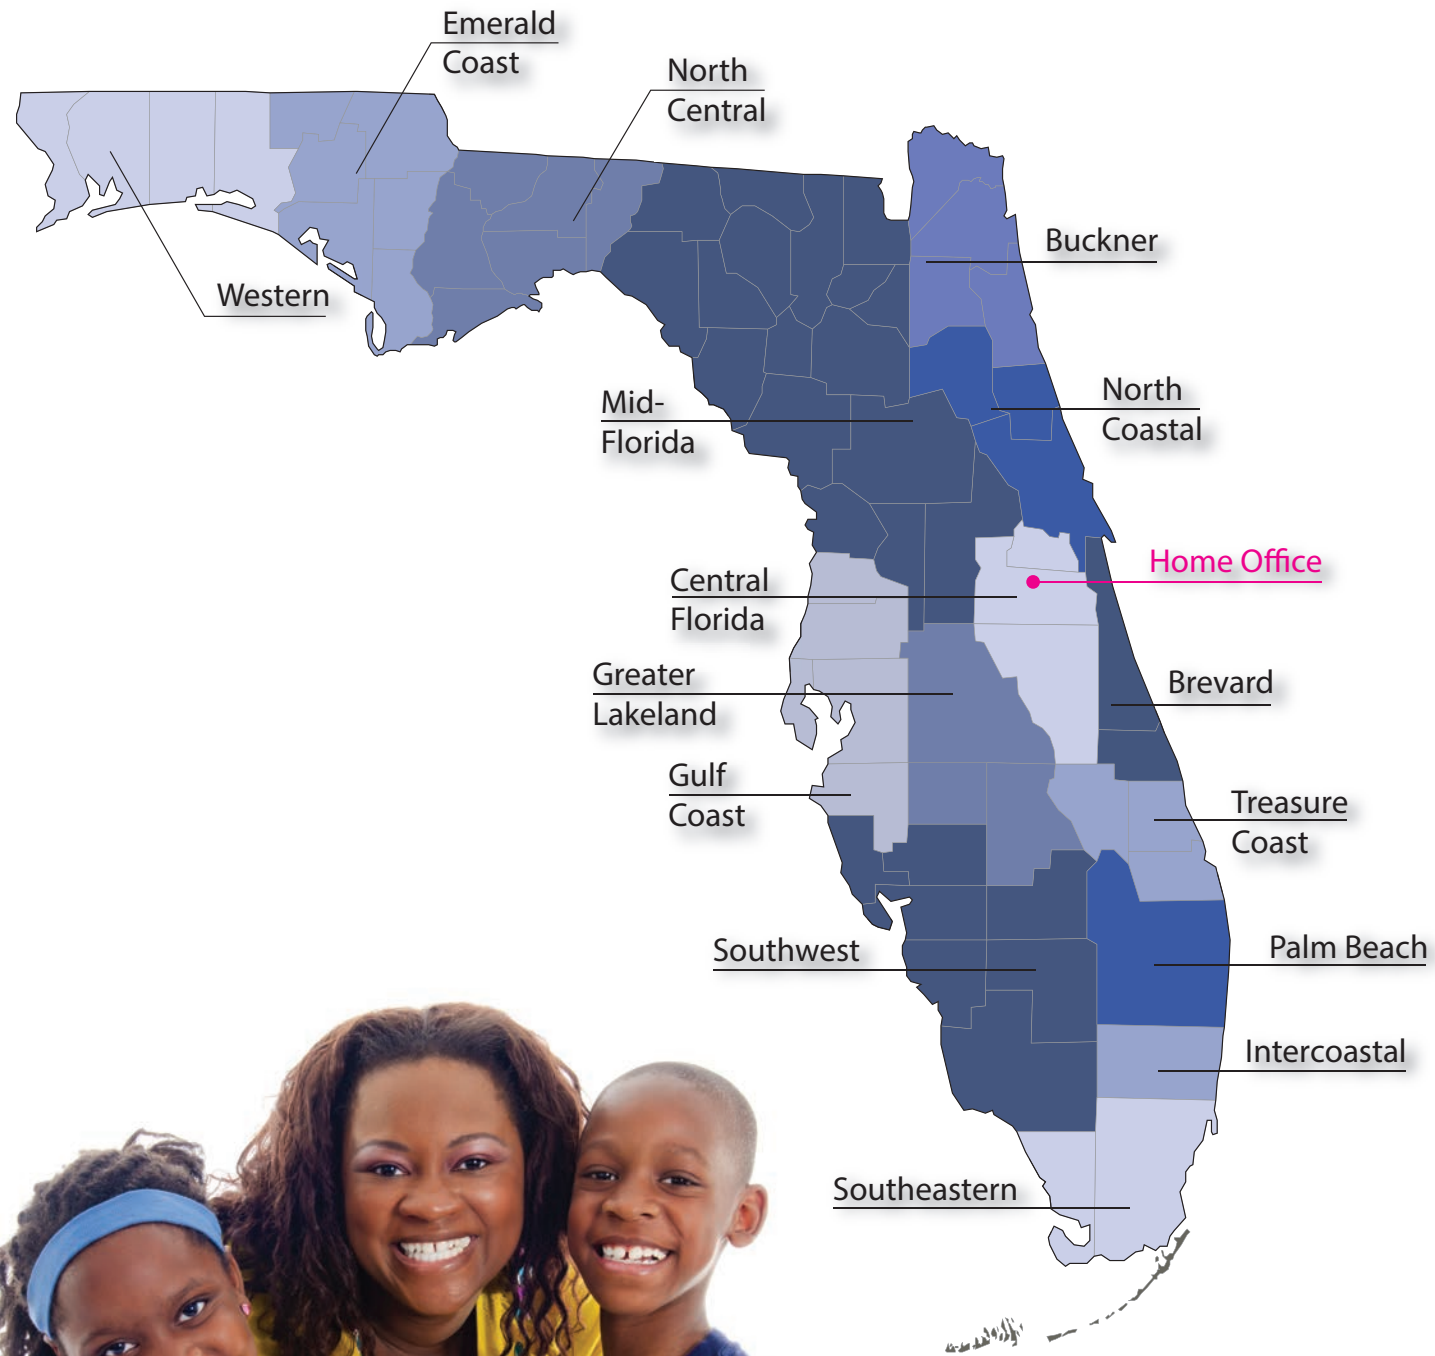 Emerald
Coast
North
Central
Western
Buckner
North
Coastal
Mid-
Florida
Home Office
Central
Florida
Greater
Lakeland
Brevard
Gulf
Coast
Treasure
Coast
Southwest
Palm Beach
Intercoastal
Southeastern